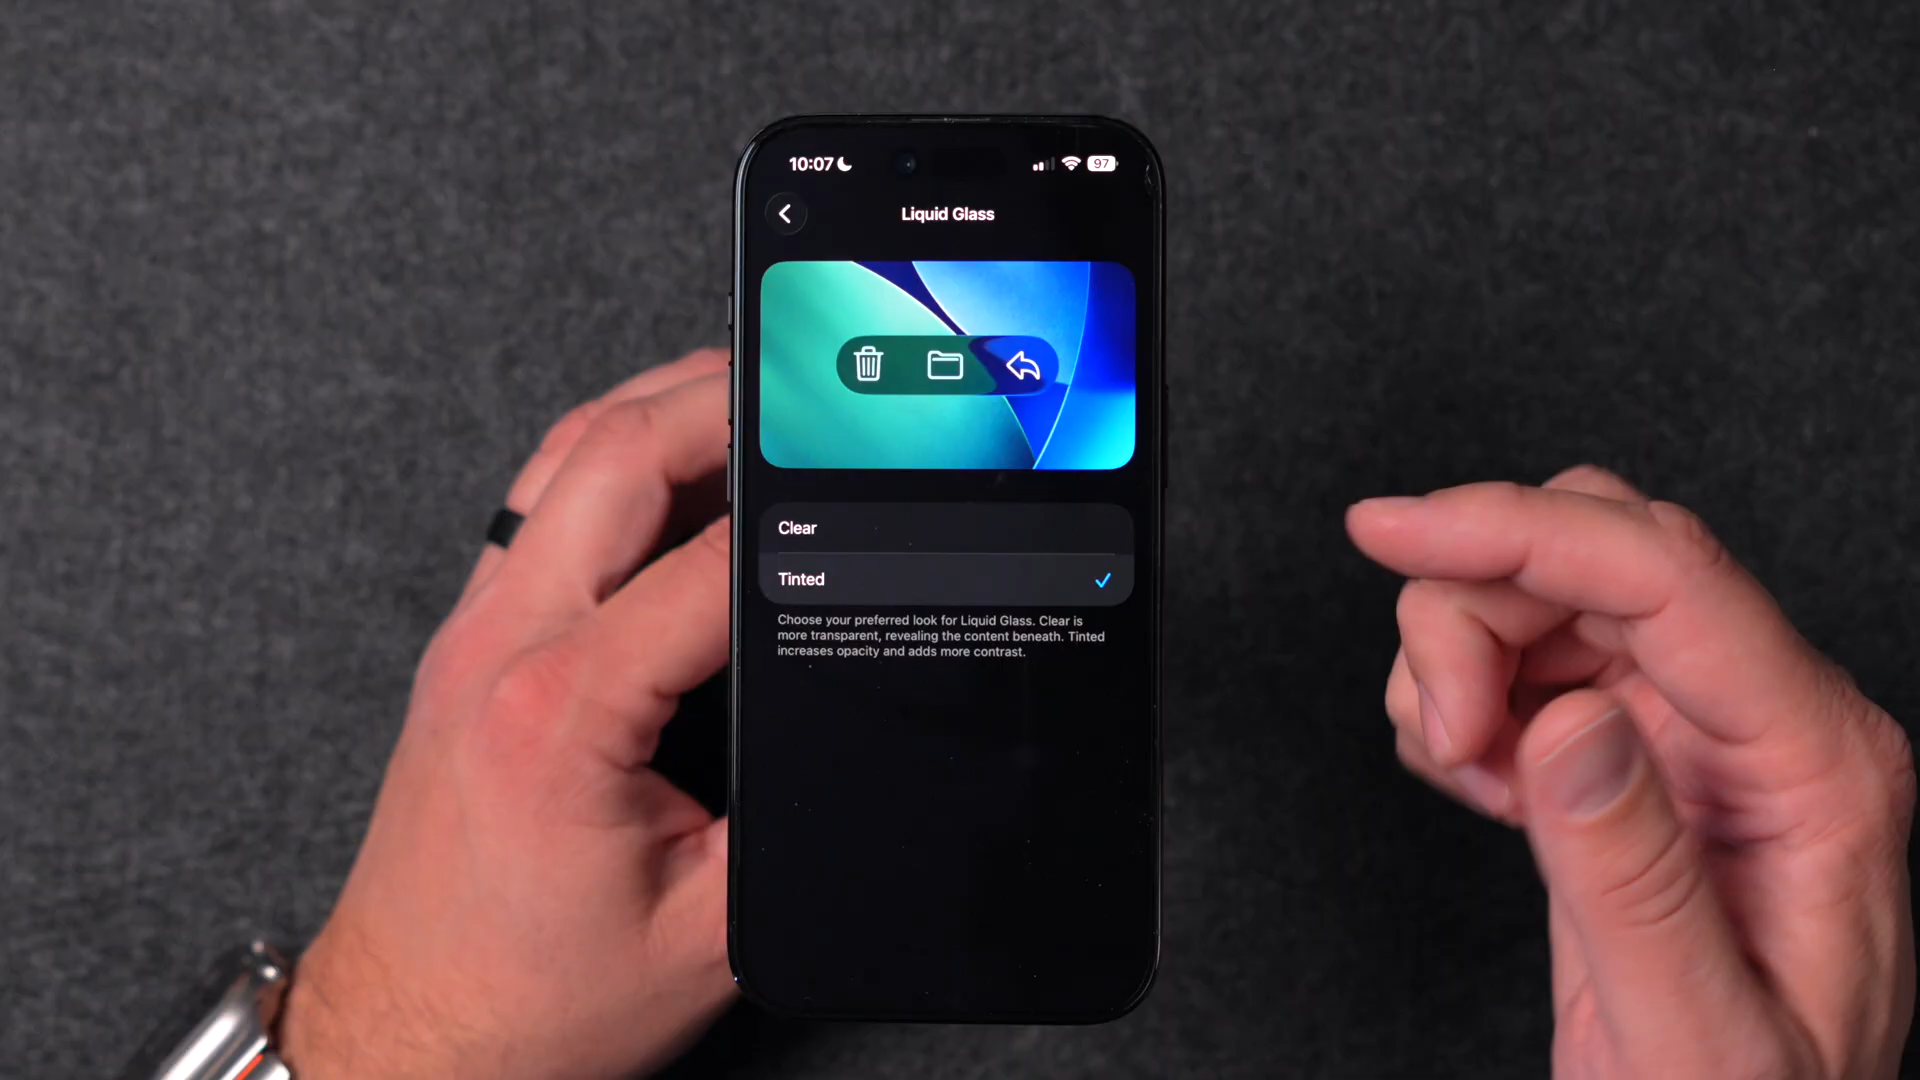 10:07
97
Liquid Glass
Clear
Tinted
Choose your preferred look for Liquid Glass. Clear is
more transparent, revealing the content beneath. Tinted
increases opacity and adds more contrast.